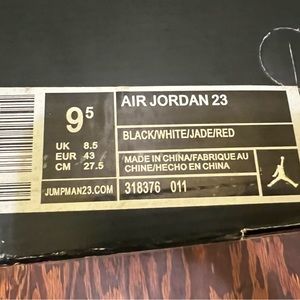 AIR JORDAN 23
9⁵
BLACK/WHITE/JADE/RED
UK 8.5
EUR 43
CM 27.5
MADE IN CHINA/FABRIQUE AU
CHINE/HECHO EN CHINA
JUMPMAN23.COM
318376 011